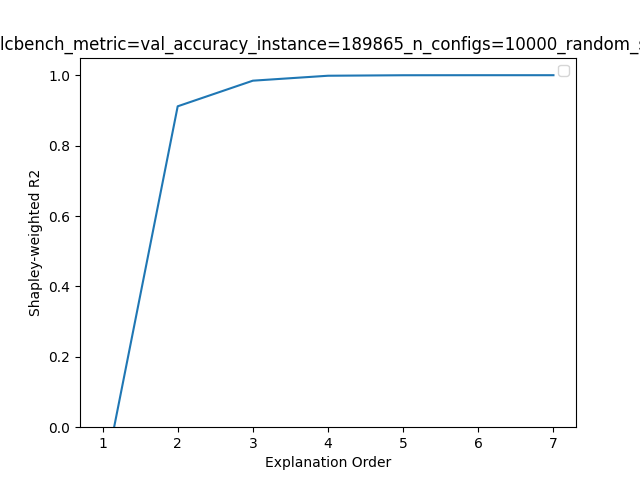 lcbench_metric=val_accuracy_instance=189865_n_configs=10000_random_s
1.0
0.8
0.6
0.4
0.2
0.0
Shapley-weighted R2
1 2 3 4 5 6 7
Explanation Order